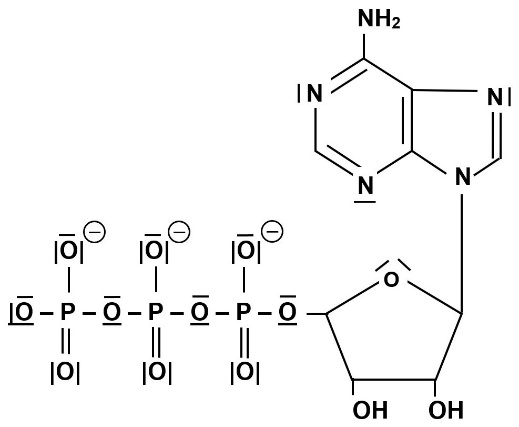 NH₂
N N
N N
O⊖ O⊖ O⊖ O
O–P–O–P–O–P–O
O O O
OH OH